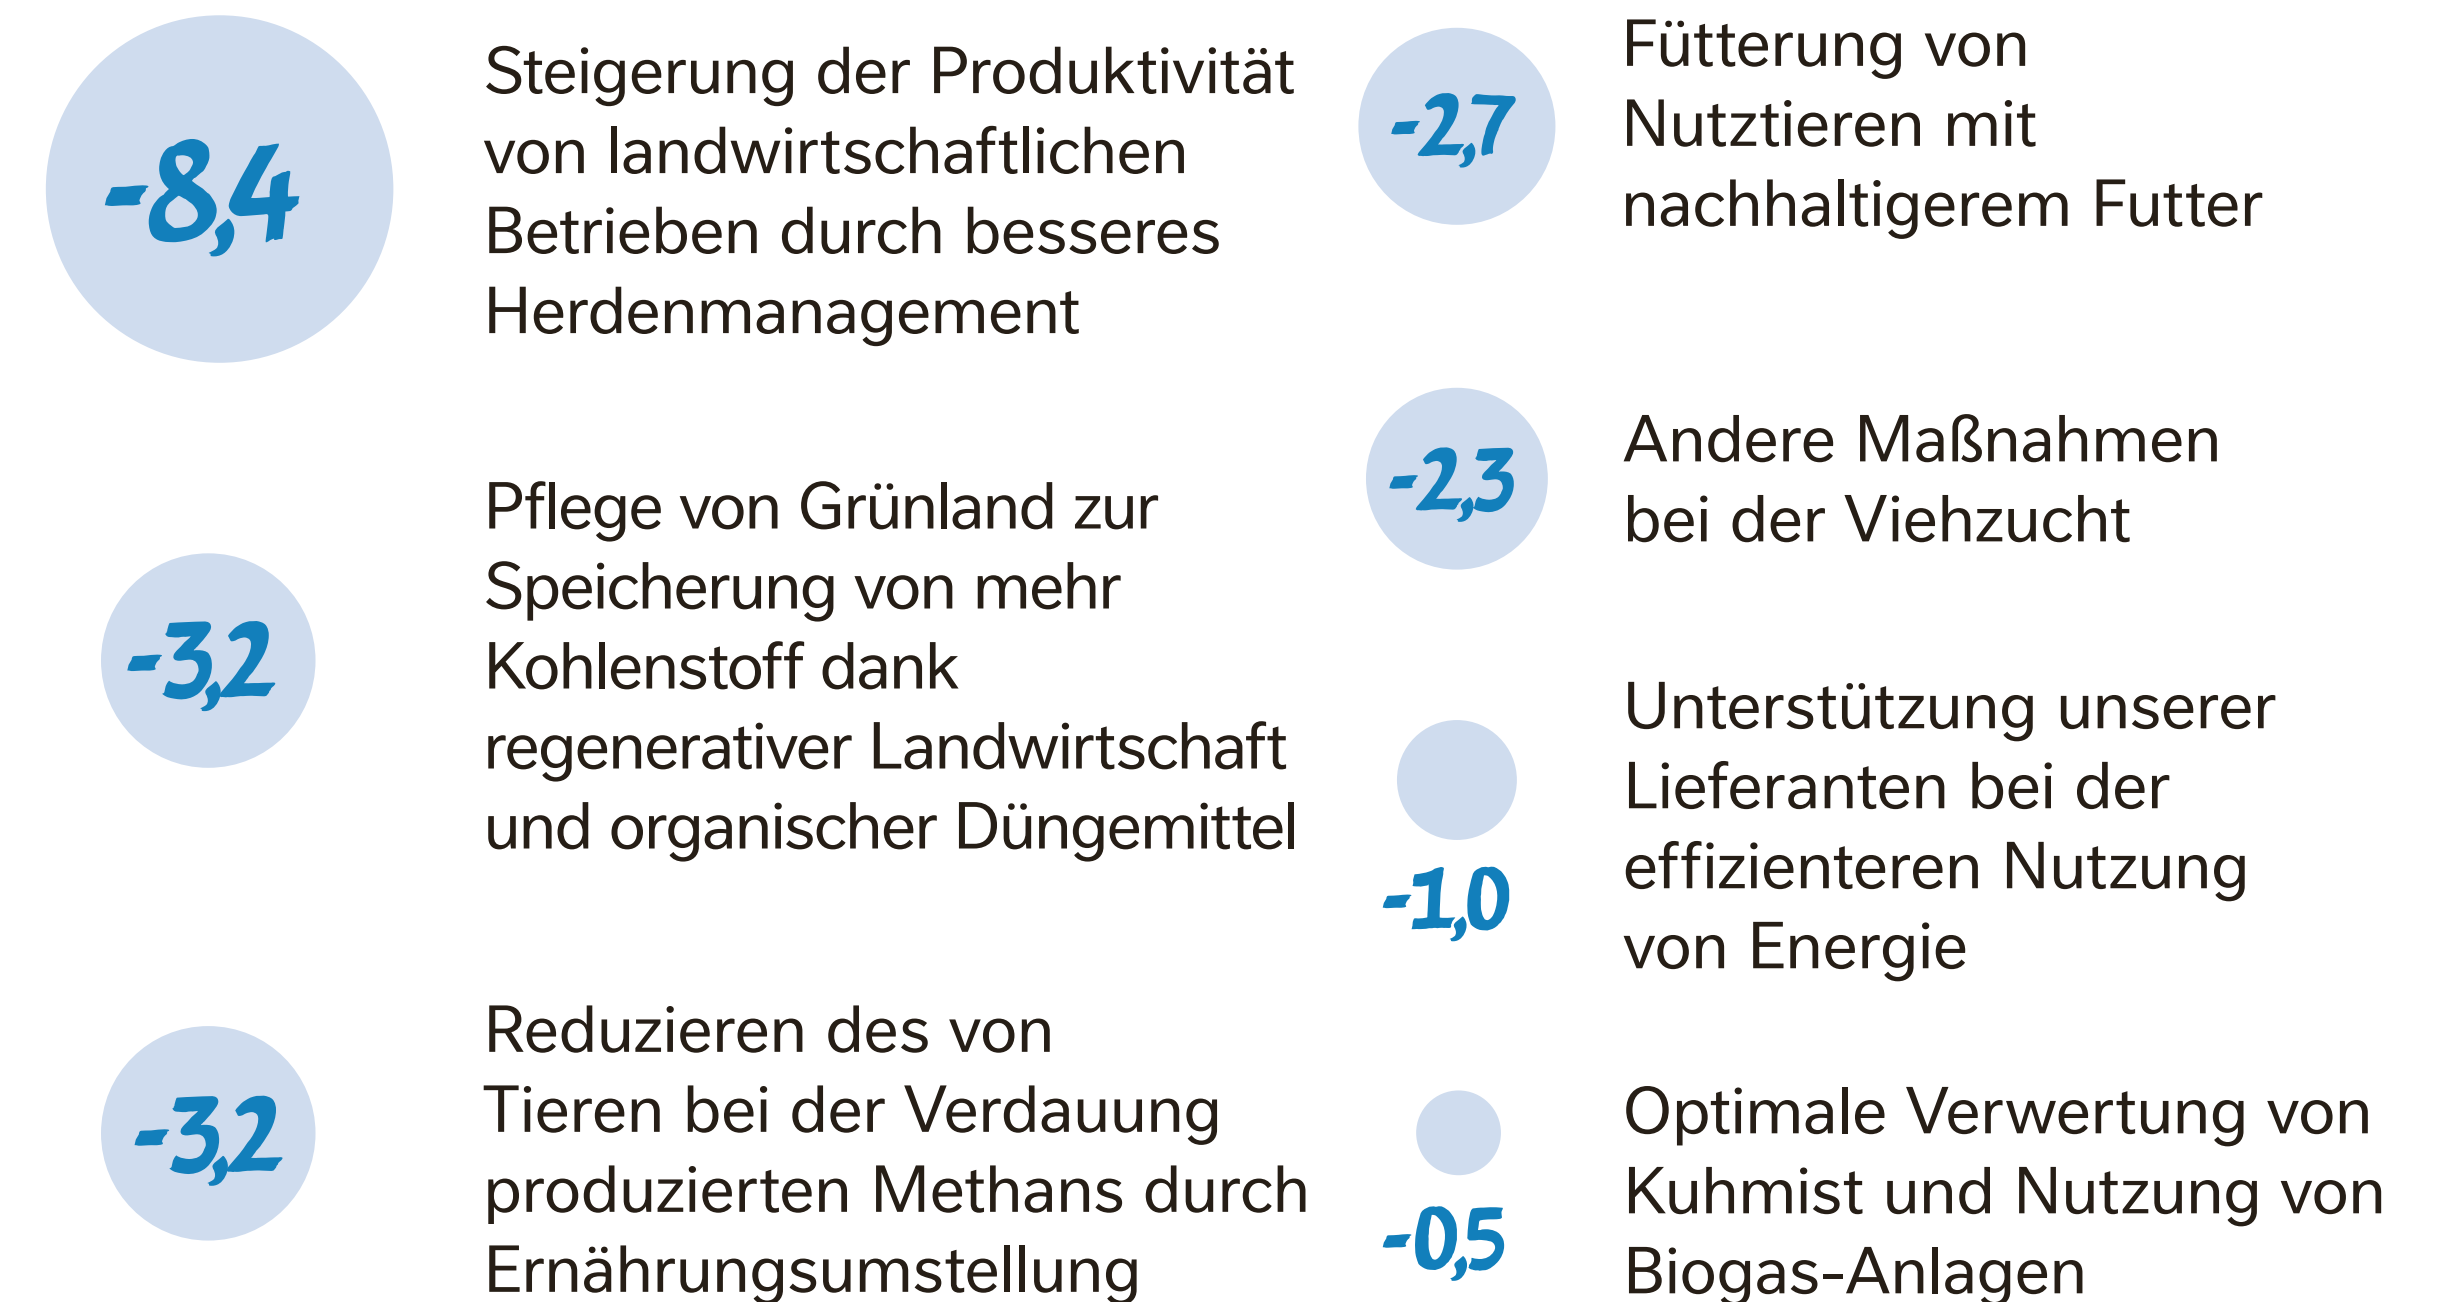 -8,4
Steigerung der Produktivität
von landwirtschaftlichen
Betrieben durch besseres
Herdenmanagement
-3,2
Pflege von Grünland zur
Speicherung von mehr
Kohlenstoff dank
regenerativer Landwirtschaft
und organischer Düngemittel
-3,2
Reduzieren des von
Tieren bei der Verdauung
produzierten Methans durch
Ernährungsumstellung
-2,7
Fütterung von
Nutztieren mit
nachhaltigerem Futter
-2,3
Andere Maßnahmen
bei der Viehzucht
-1,0
Unterstützung unserer
Lieferanten bei der
effizienteren Nutzung
von Energie
-0,5
Optimale Verwertung von
Kuhmist und Nutzung von
Biogas-Anlagen